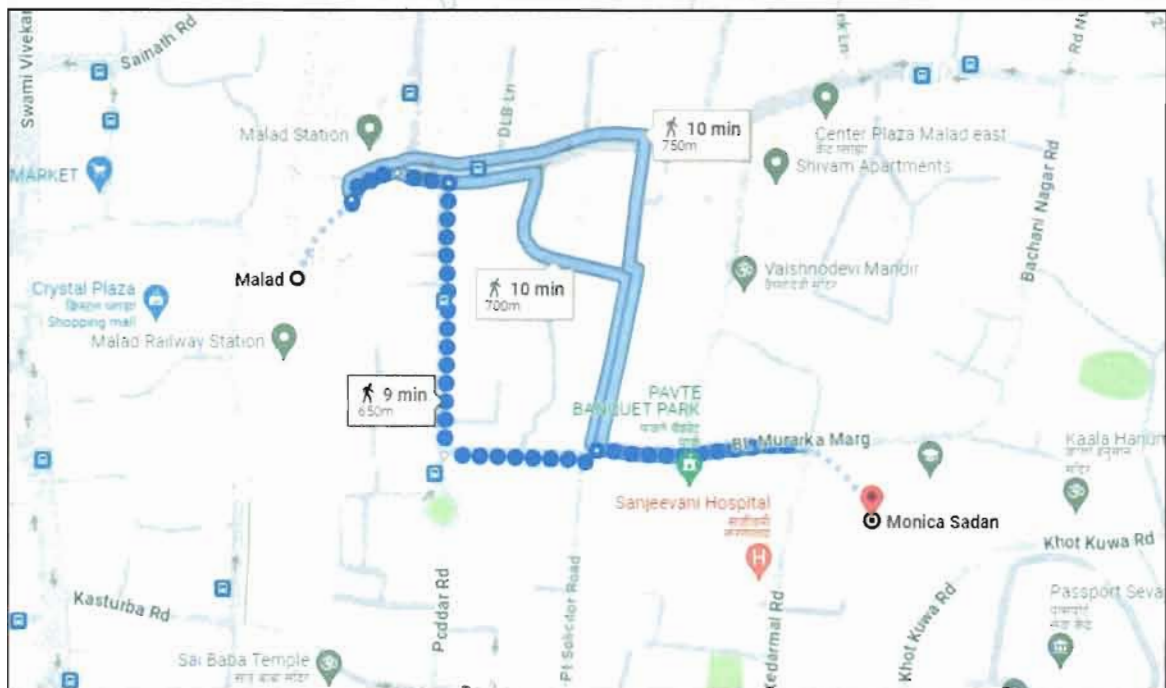 Swami Vivekan
Sainath Rd
DLB Ln
nk Ln
Malad Station
10 min
750m
Center Plaza Malad east
Shivam Apartments
MARKET
Bachani Nagar Rd
Malad
Vaishnodevi Mandir
Crystal Plaza
क्रिस्टल प्लाझा
Shopping mall
10 min
700m
Malad Railway Station
9 min
650m
PAVTE
BANQUET PARK
Murarka Marg
Kaala Hanum
Sanjeevani Hospital
Monica Sadan
Khot Kuwa Rd
Kasturba Rd
Poddar Rd
Pt Solicitor Road
Kedarmal Rd
Khot Kuwa Rd
Passport Seva
Sai Baba Temple
साई बाबा मंदिर